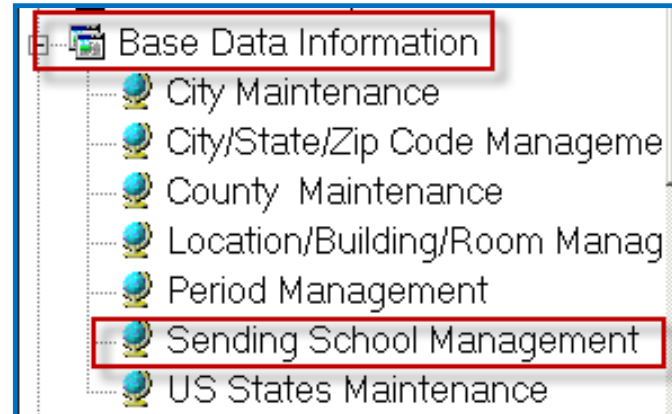 Base Data Information
City Maintenance
City/State/Zip Code Manageme
County Maintenance
Location/Building/Room Manag
Period Management
Sending School Management
US States Maintenance